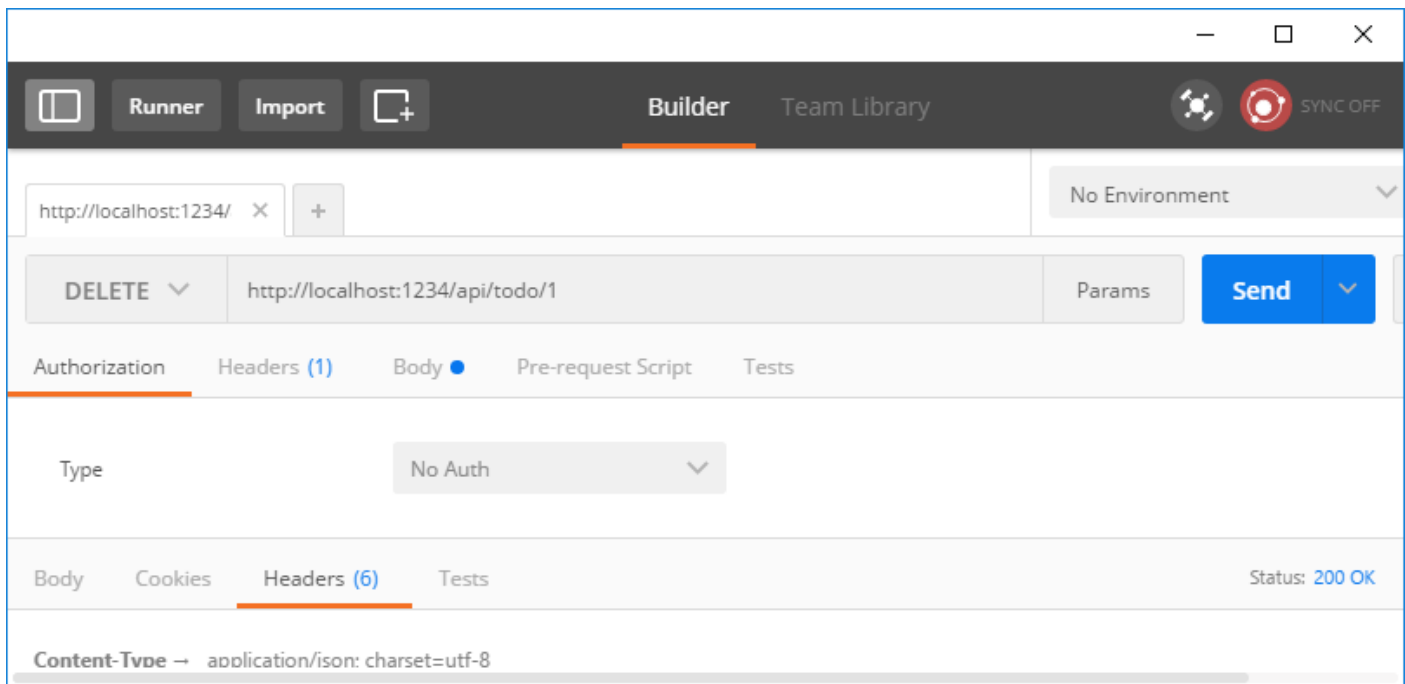 Runner Import Builder Team Library SYNC OFF
http://localhost:1234/ No Environment
DELETE http://localhost:1234/api/todo/1 Params Send
Authorization Headers (1) Body Pre-request Script Tests
Type No Auth
Body Cookies Headers (6) Tests Status: 200 OK
Content-Type → application/json; charset=utf-8